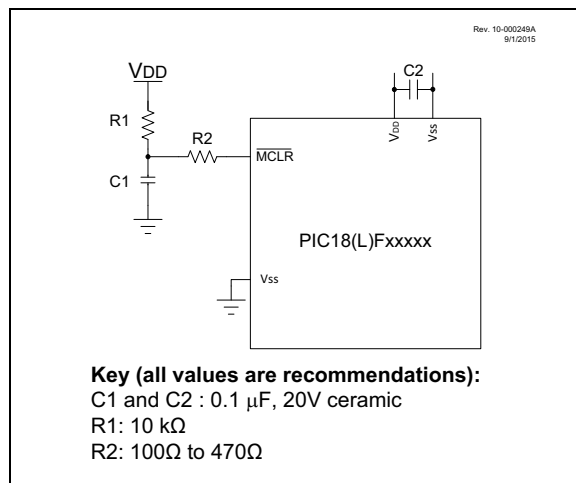 Rev. 10-000249A
9/1/2015
VDD
C2
R1
R2
VDD
Vss
MCLR
C1
PIC18(L)Fxxxxx
Vss
Key (all values are recommendations):
C1 and C2 : 0.1 μF, 20V ceramic
R1: 10 kΩ
R2: 100Ω to 470Ω